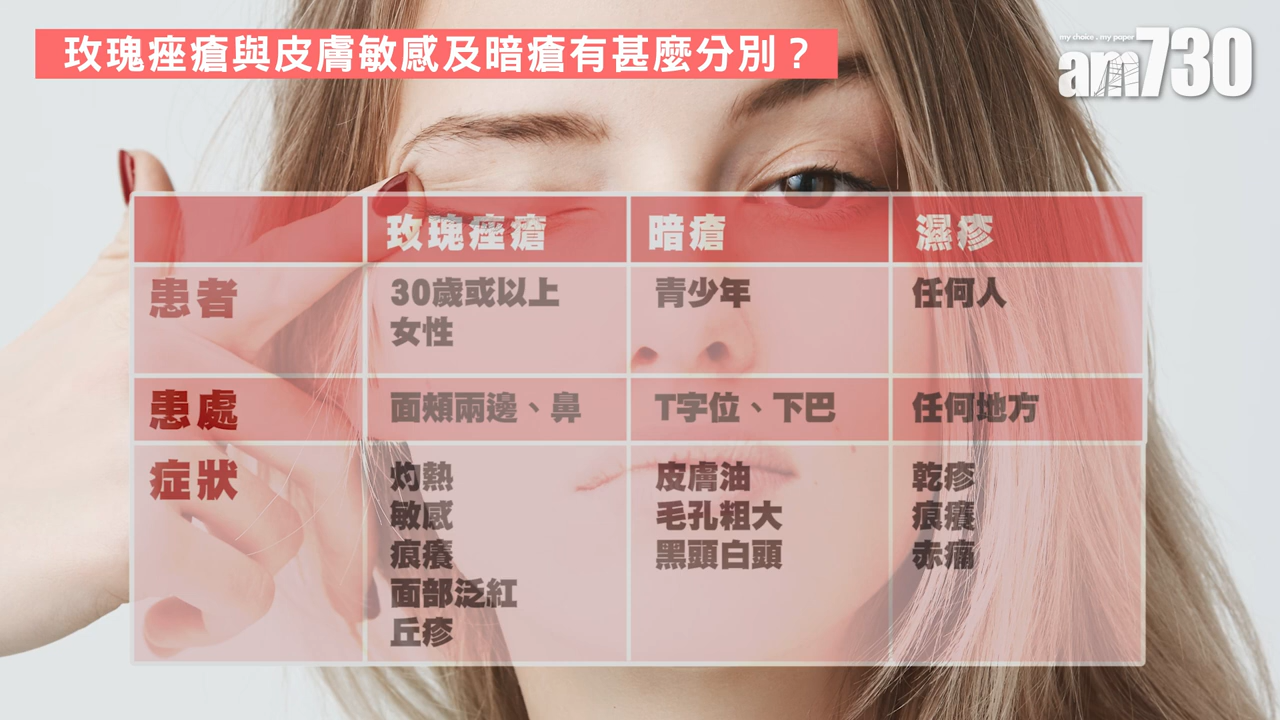 玫瑰痤瘡與皮膚敏感及暗瘡有甚麼分別？
my choice . my paper
am730
玫瑰痤瘡 暗瘡 濕疹
患者 30歲或以上 青少年 任何人
女性
患處 面頰兩邊、鼻 T字位、下巴 任何地方
症狀 灼熱 皮膚油 乾疹
敏感 毛孔粗大 痕癢
痕癢 黑頭白頭 赤痛
面部泛紅
丘疹